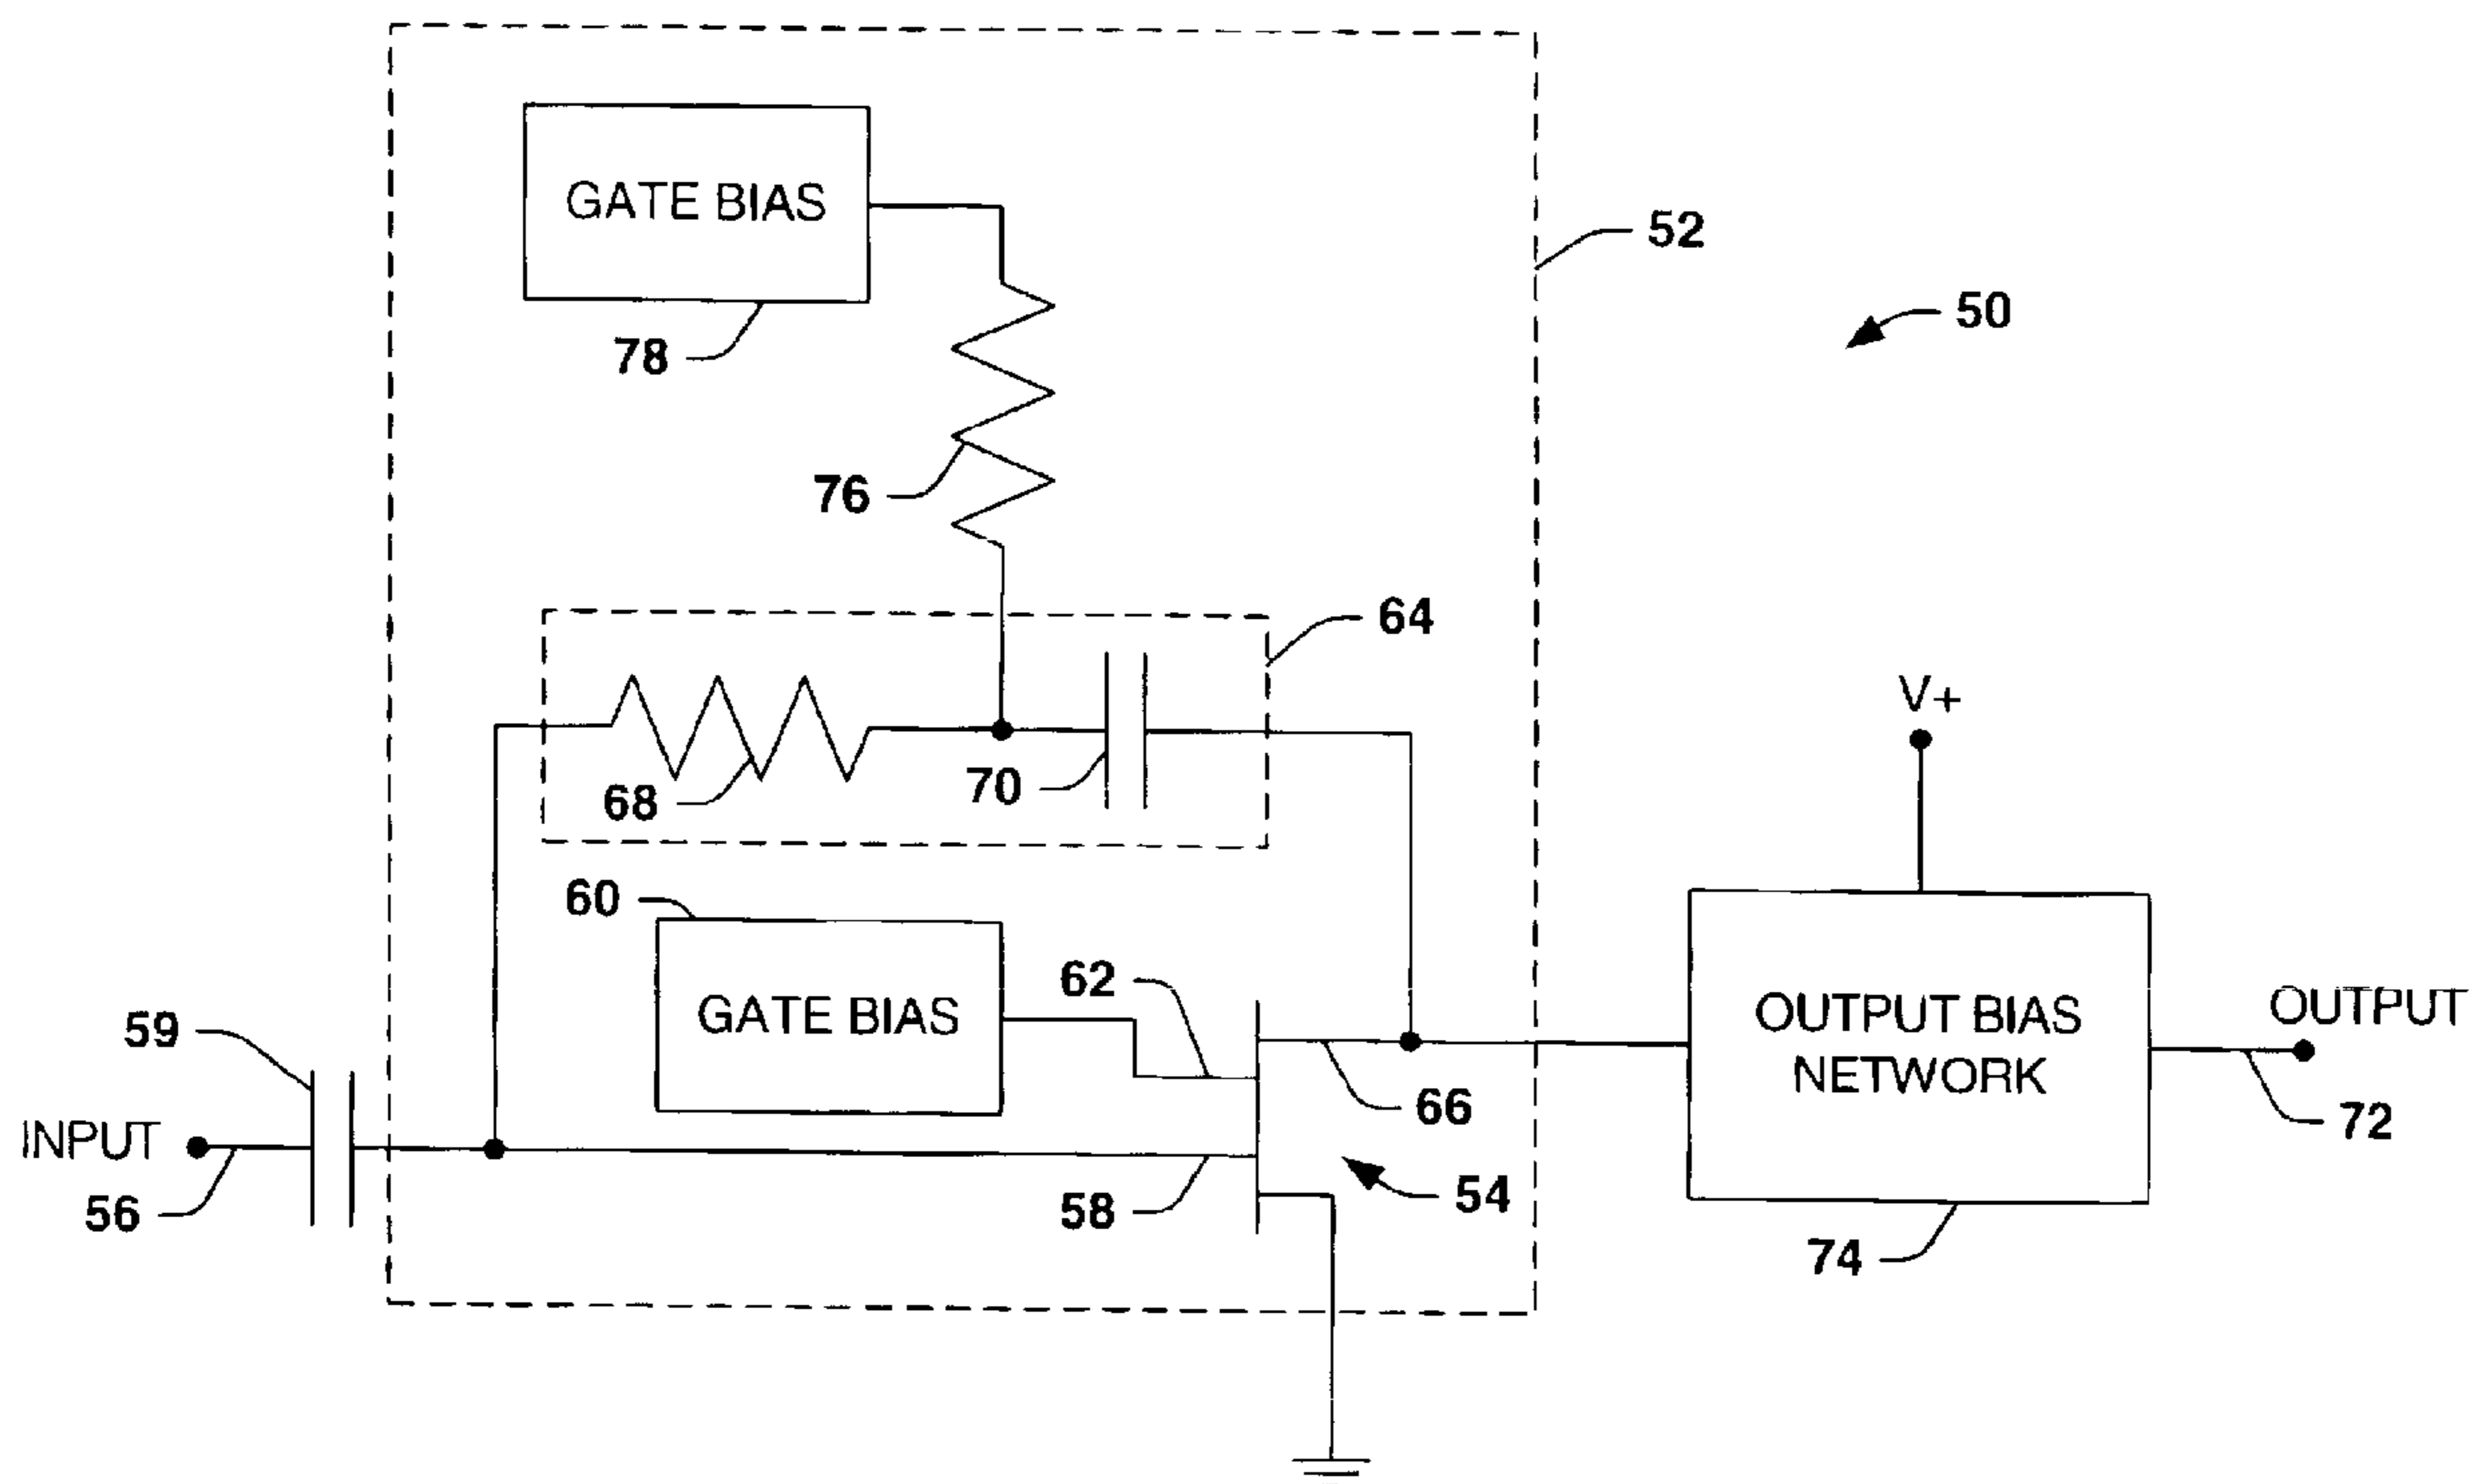 GATE BIAS
52
50
78
76
64
V+
68
70
60
62
GATE BIAS
59
OUTPUT
OUTPUT BIAS
NETWORK
66
72
INPUT
56
58
54
74